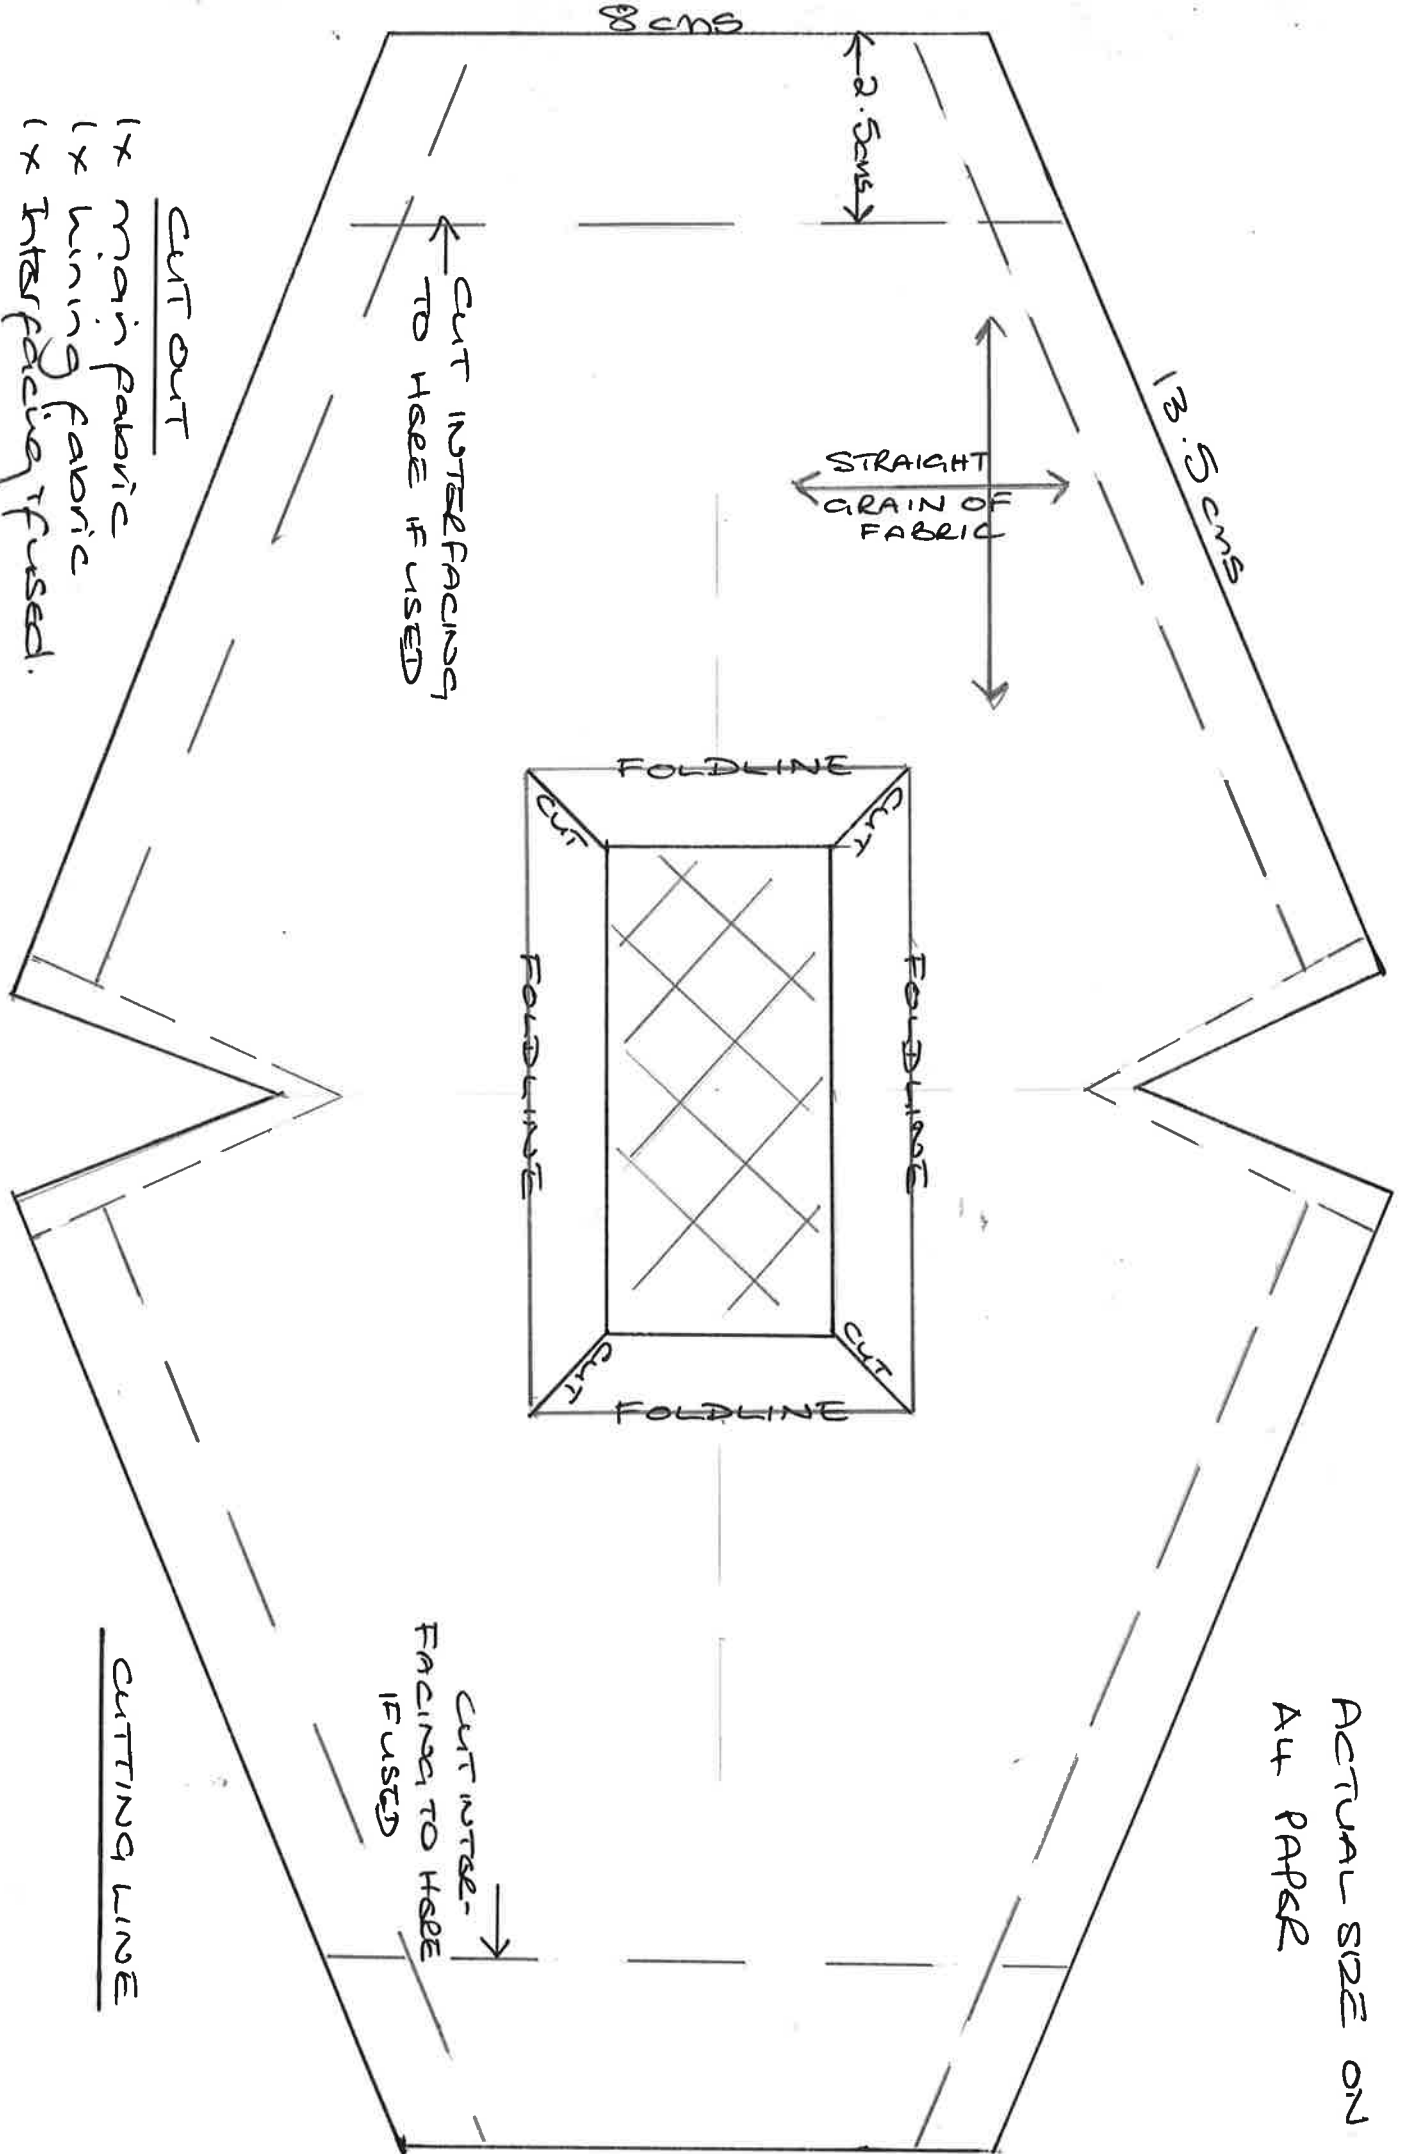 8 cms
2.5cms
13.5 cms
STRAIGHT
GRAIN OF
FABRIC
CUT INTERFACING
TO HERE IF USED
CUT OUT
1x main fabric
1x Lining fabric
1x Interfacing if used.
FOLDLINE
CUT
CUT
FOLDLINE
FOLDLINE
CUT
CUT
FOLDLINE
CUT INTER-
FACING TO HERE
IF USED
CUTTING LINE
ACTUAL SIZE ON
A4 PAPER